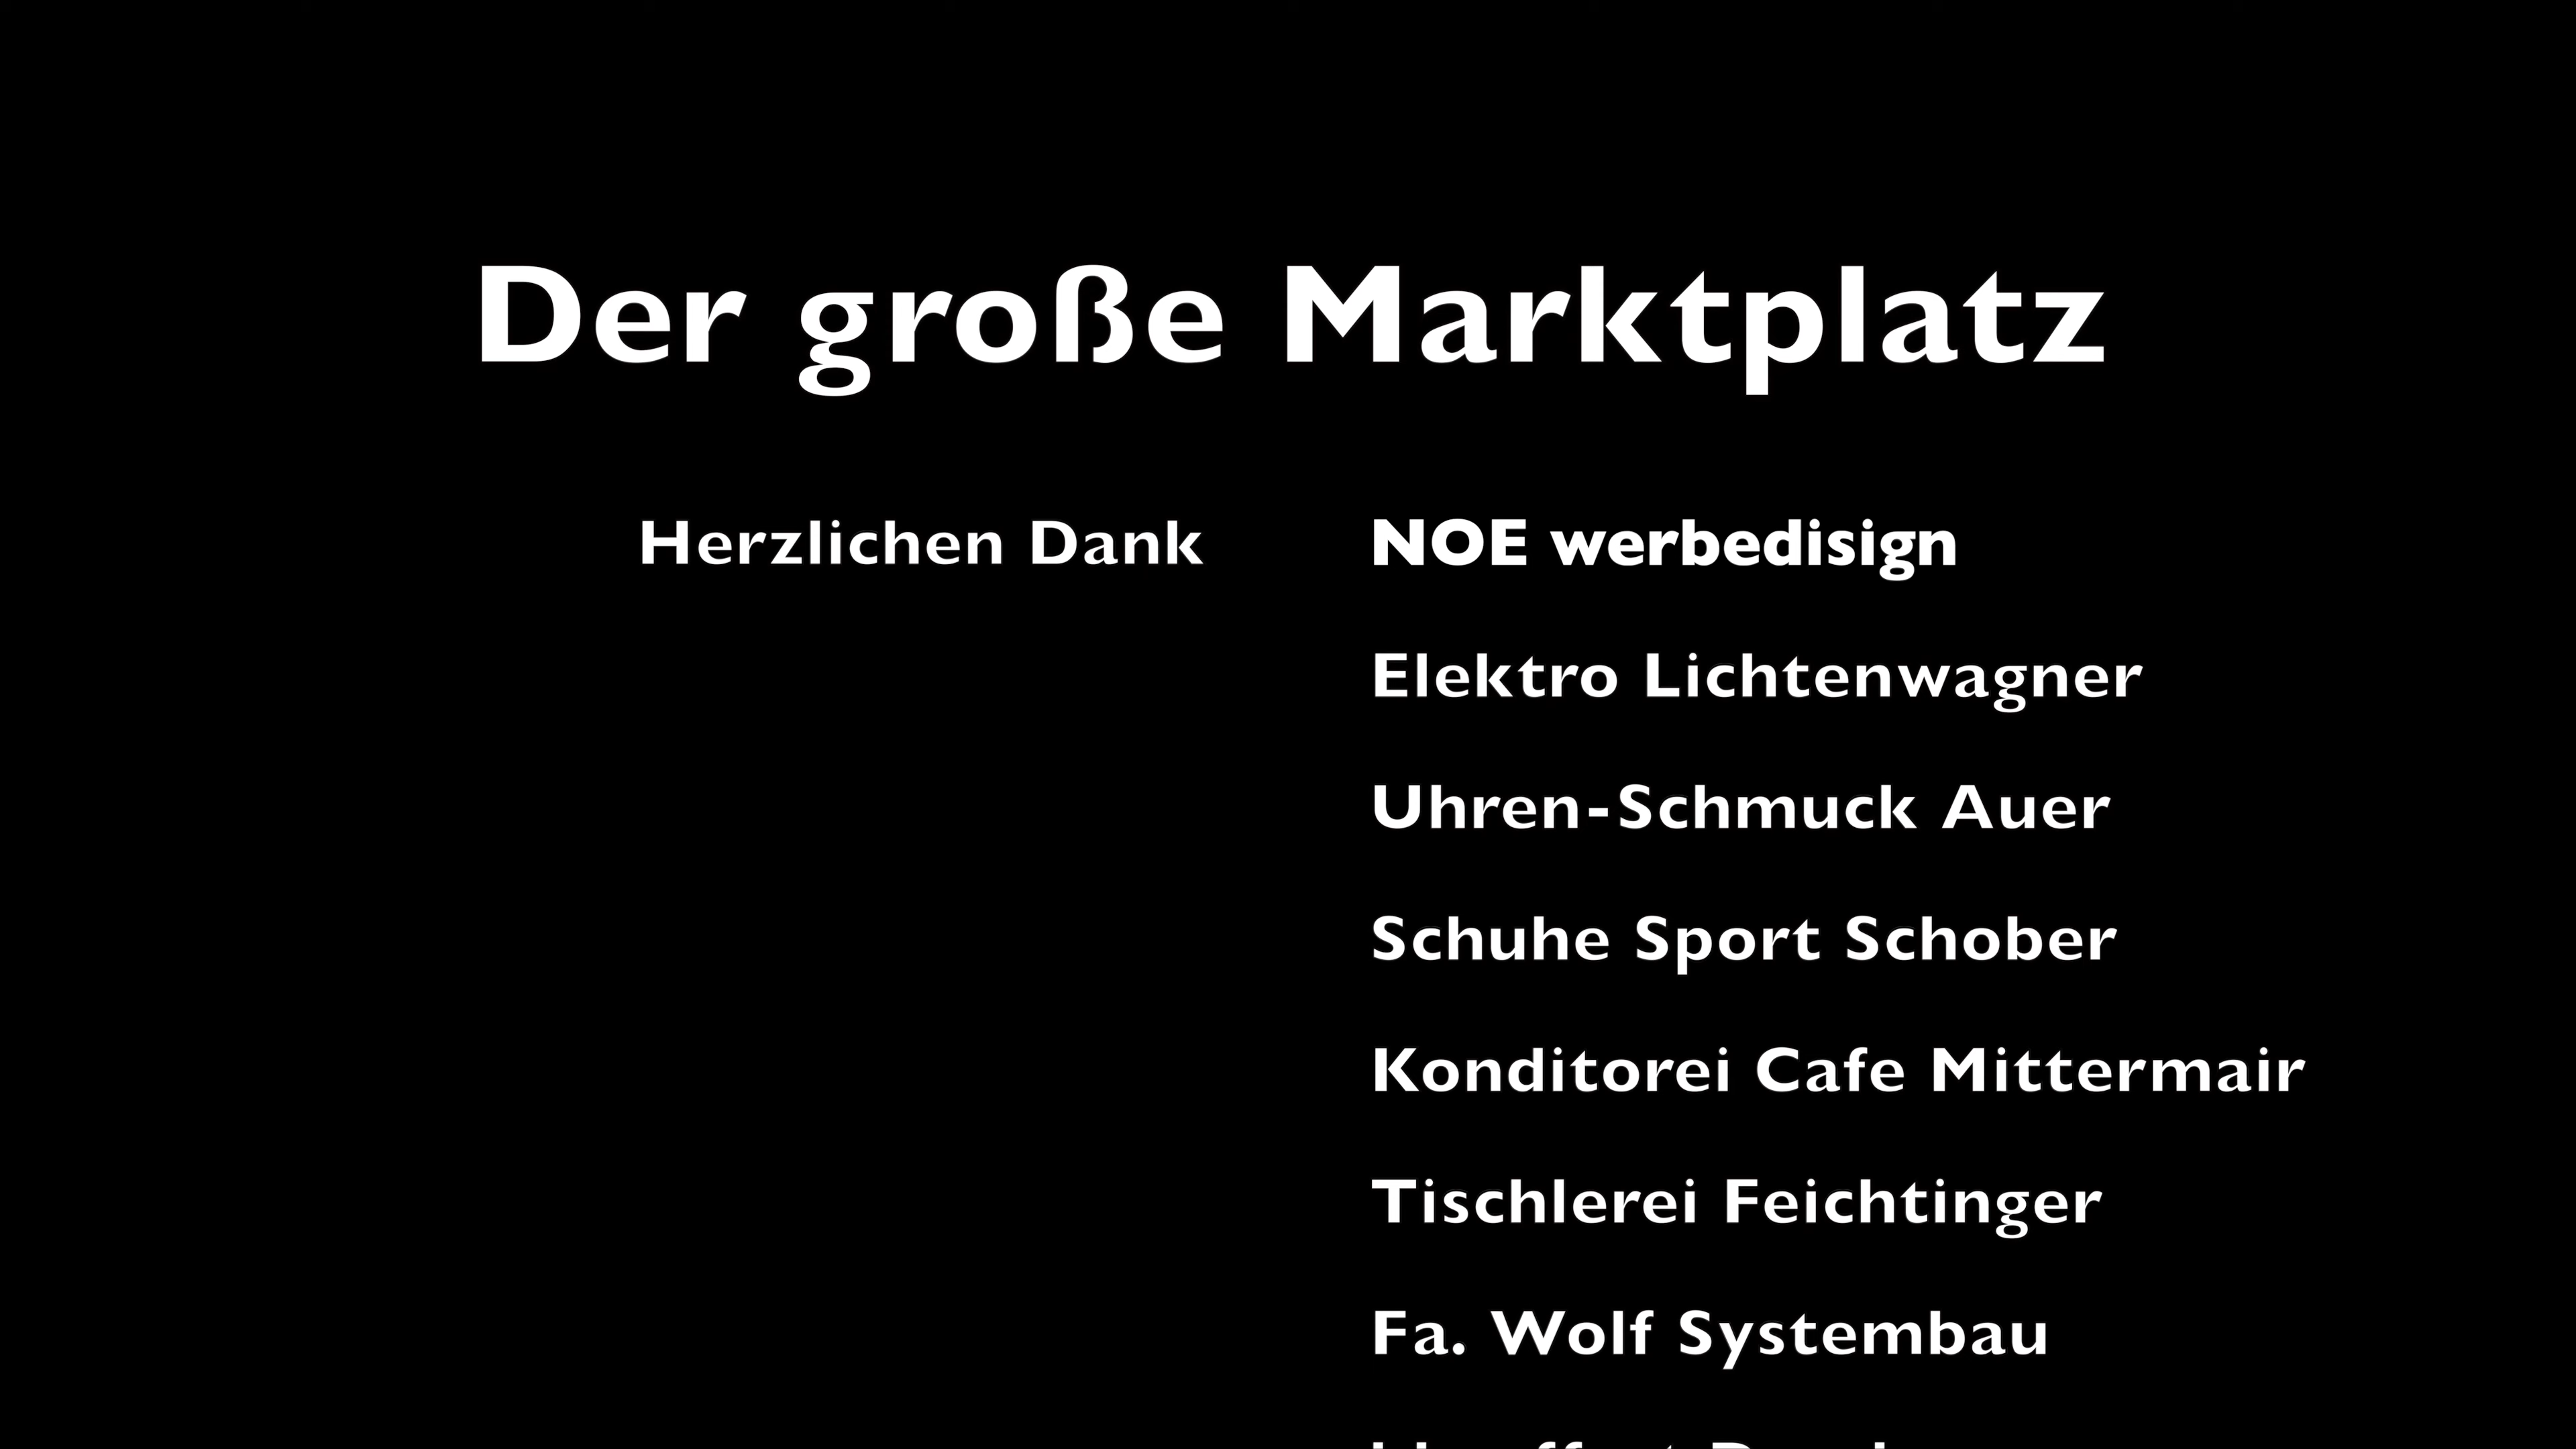 Der große Marktplatz
Herzlichen Dank
NOE werbedisign
Elektro Lichtenwagner
Uhren-Schmuck Auer
Schuhe Sport Schober
Konditorei Cafe Mittermair
Tischlerei Feichtinger
Fa. Wolf Systembau